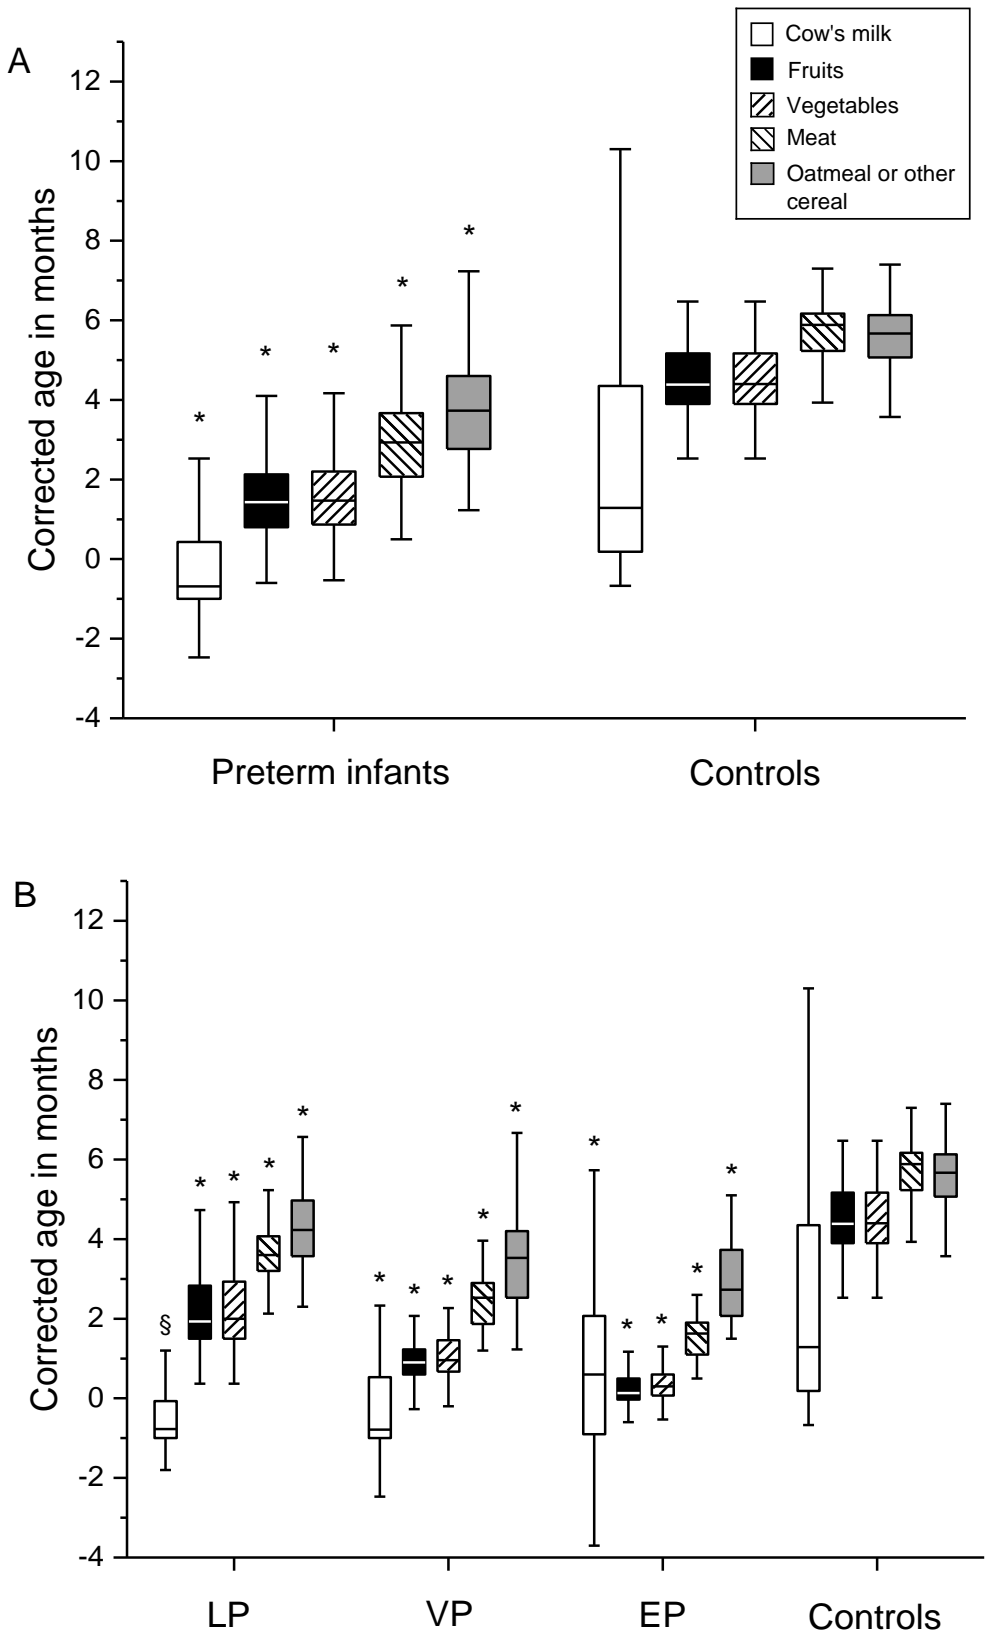 A
Cow's milk
Fruits
Vegetables
Meat
Oatmeal or other
cereal
Corrected age in months
12
10
8
6
4
2
0
-2
-4
*
*
*
*
*
Preterm infants
Controls
B
Corrected age in months
12
10
8
6
4
2
0
-2
-4
§
*
*
*
*
*
*
*
*
*
*
*
*
*
*
LP
VP
EP
Controls